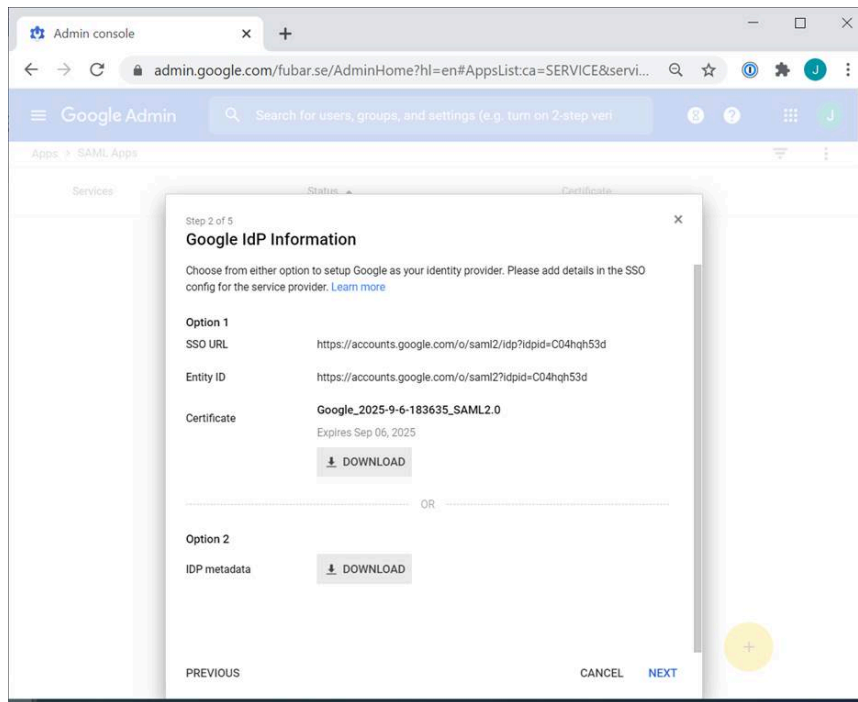 Admin console
admin.google.com/fubar.se/AdminHome?hl=en#AppsList:ca=SERVICE&servi...
J
Google Admin
Search for users, groups, and settings (e.g. turn on 2-step veri
8
?
J
Apps > SAML Apps
Services
Status
Certificate
Step 2 of 5
Google IdP Information
Choose from either option to setup Google as your identity provider. Please add details in the SSO
config for the service provider. Learn more
Option 1
SSO URL https://accounts.google.com/o/saml2/idp?idpid=C04hqh53d
Entity ID https://accounts.google.com/o/saml2?idpid=C04hqh53d
Certificate Google_2025-9-6-183635_SAML2.0
Expires Sep 06, 2025
DOWNLOAD
OR
Option 2
IDP metadata DOWNLOAD
PREVIOUS CANCEL NEXT